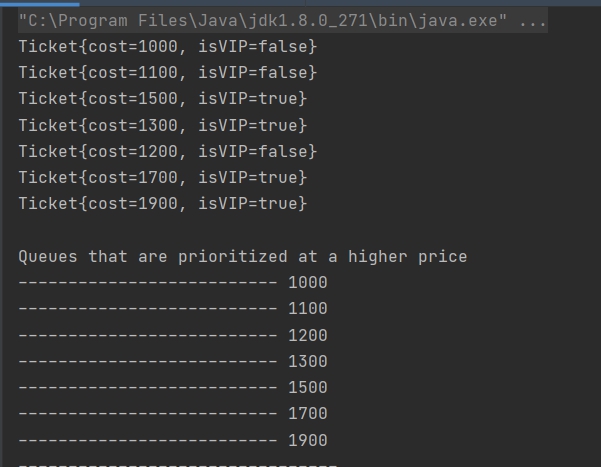 "C:\Program Files\Java\jdk1.8.0_271\bin\java.exe" ...
Ticket{cost=1000, isVIP=false}
Ticket{cost=1100, isVIP=false}
Ticket{cost=1500, isVIP=true}
Ticket{cost=1300, isVIP=true}
Ticket{cost=1200, isVIP=false}
Ticket{cost=1700, isVIP=true}
Ticket{cost=1900, isVIP=true}
Queues that are prioritized at a higher price
-------------------------- 1000
-------------------------- 1100
-------------------------- 1200
-------------------------- 1300
-------------------------- 1500
-------------------------- 1700
-------------------------- 1900
--------------------------------